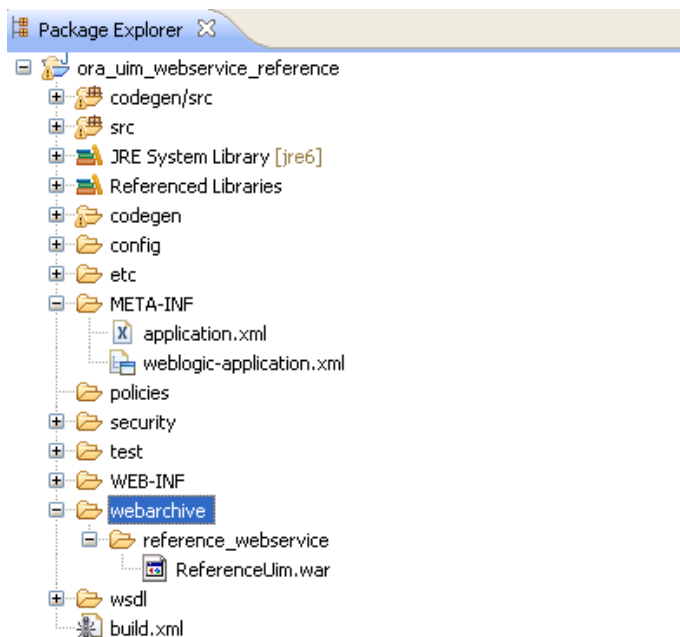 Package Explorer
ora_uim_webservice_reference
codegen/src
src
JRE System Library [jre6]
Referenced Libraries
codegen
config
etc
META-INF
application.xml
weblogic-application.xml
policies
security
test
WEB-INF
webarchive
reference_webservice
ReferenceUim.war
wsdl
build.xml